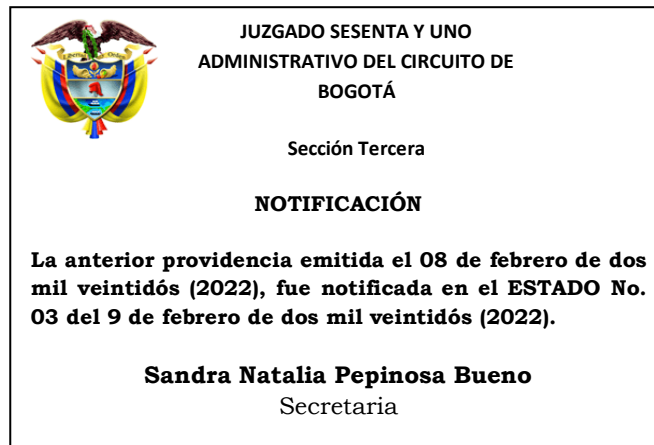 JUZGADO SESENTA Y UNO
ADMINISTRATIVO DEL CIRCUITO DE
BOGOTÁ
Sección Tercera
NOTIFICACIÓN
La anterior providencia emitida el 08 de febrero de dos
mil veintidós (2022), fue notificada en el ESTADO No.
03 del 9 de febrero de dos mil veintidós (2022).
Sandra Natalia Pepinosa Bueno
Secretaria